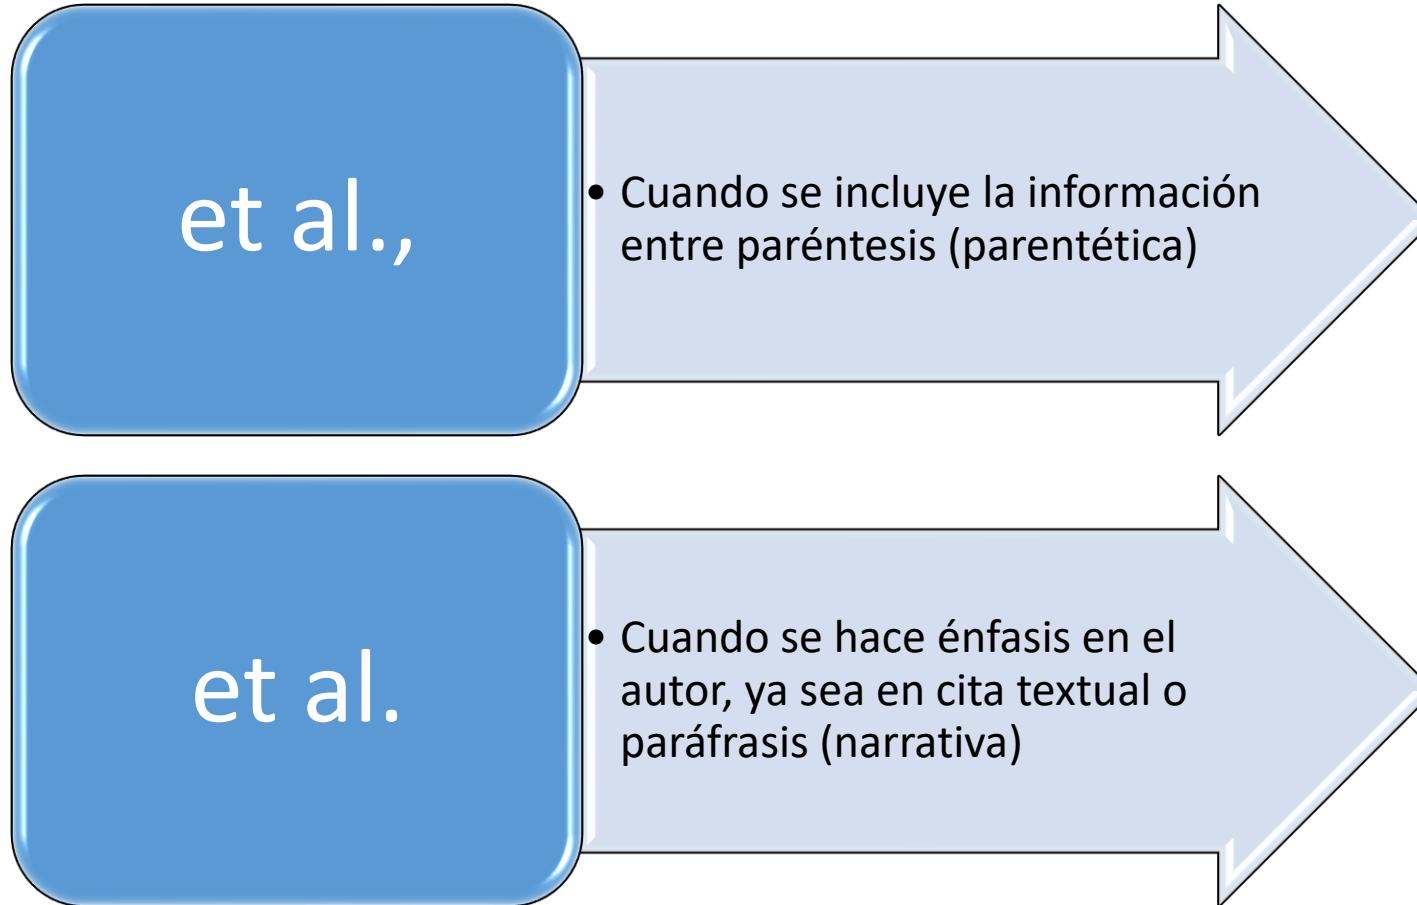 et al.,
• Cuando se incluye la información
entre paréntesis (parentética)
et al.
• Cuando se hace énfasis en el
autor, ya sea en cita textual o
paráfrasis (narrativa)